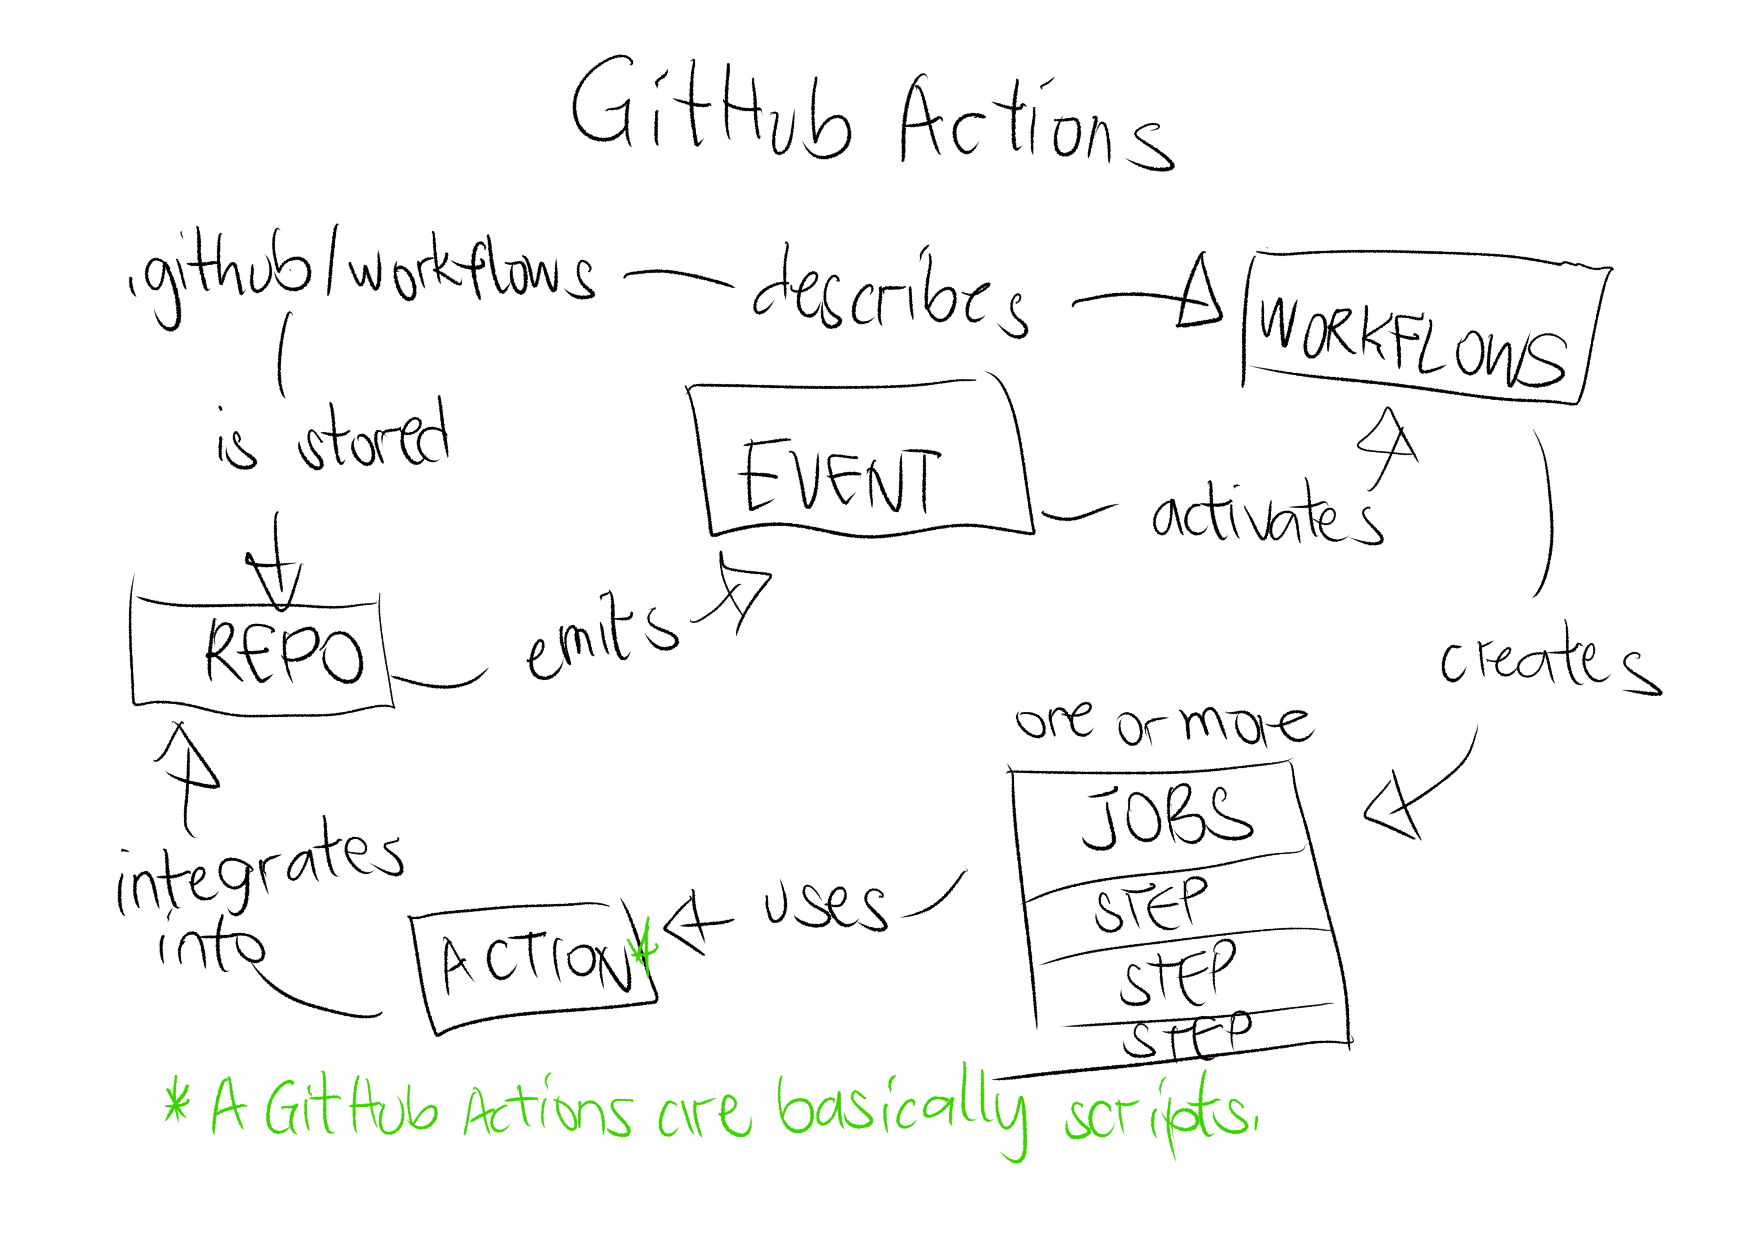 GitHub Actions
.github/workflows
describes
WORKFLOWS
is stored
EVENT
activates
REPO
emits
creates
one or more
JOBS
STEP
STEP
STEP
uses
ACTION*
integrates
into
* A GitHub Actions are basically scripts.